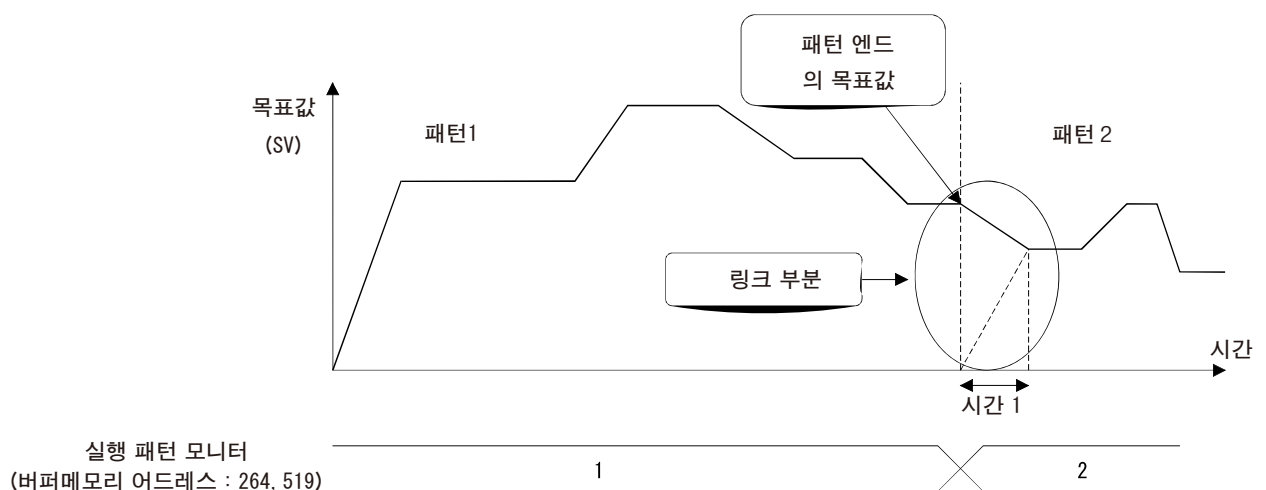 패턴 엔드
의 목표값
목표값
(SV)
패턴1
패턴 2
링크 부분
시간
시간 1
실행 패턴 모니터
(버퍼메모리 어드레스 : 264, 519)
1
2